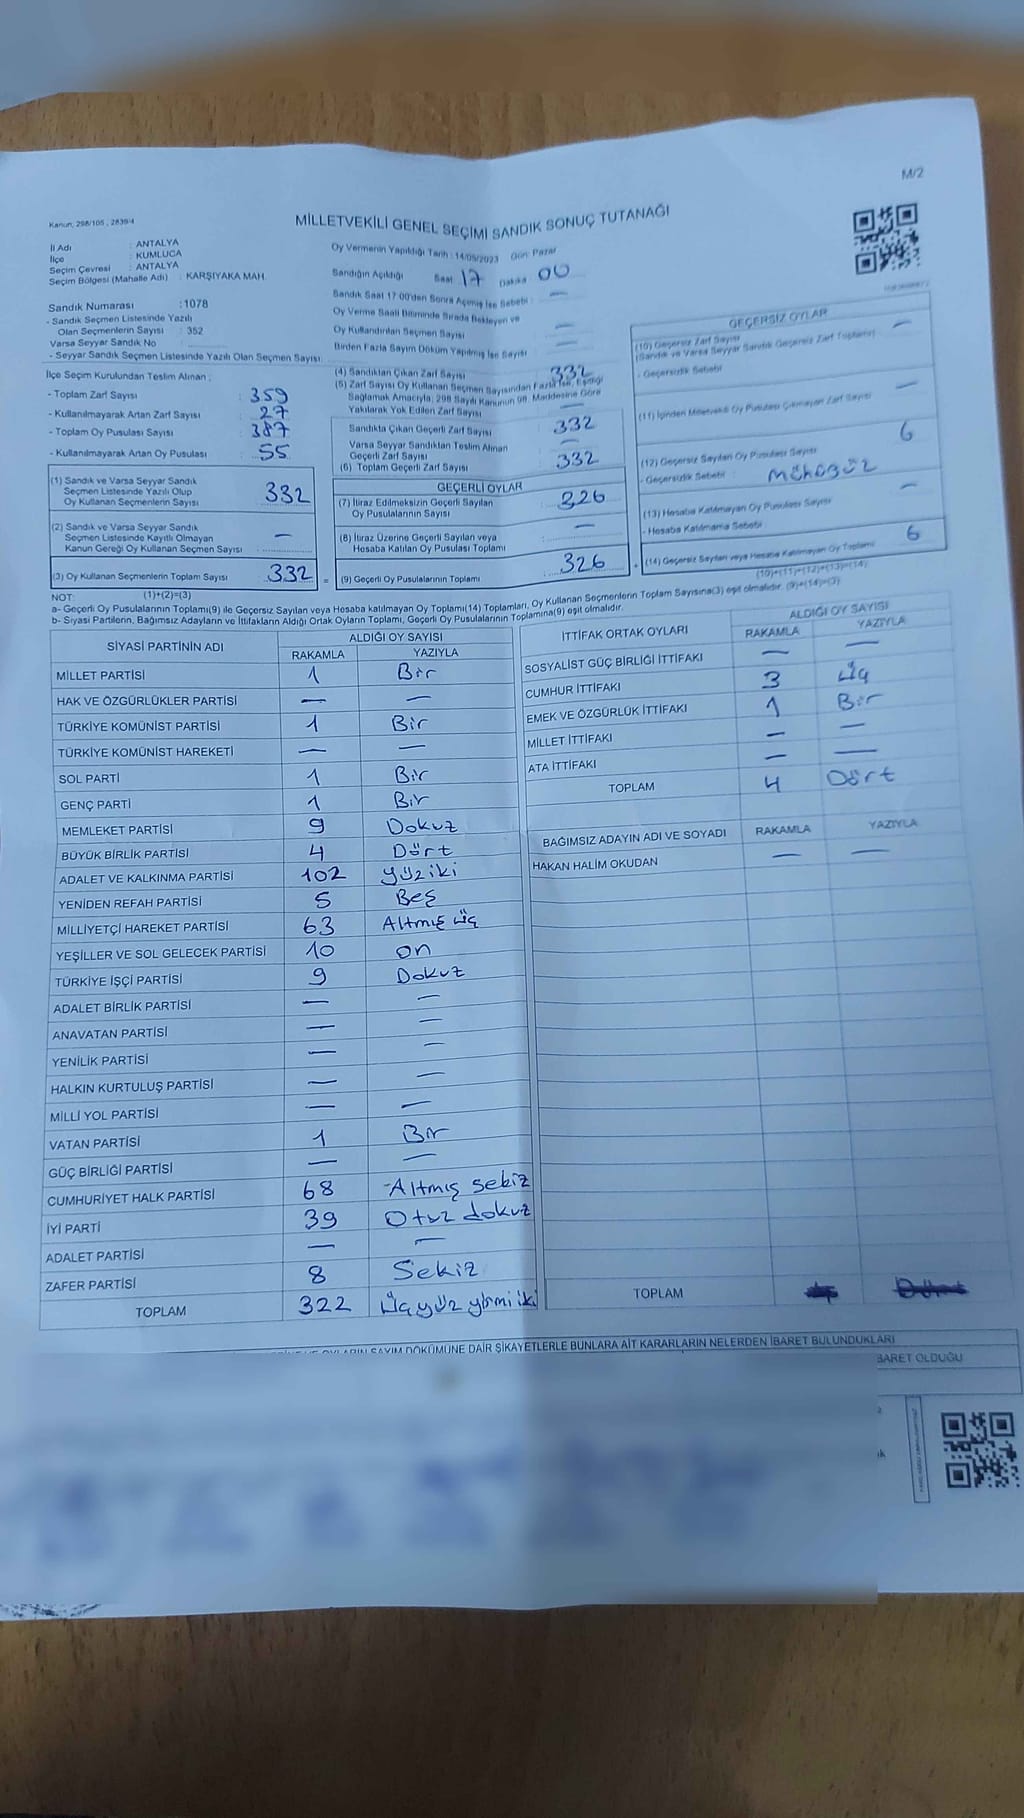 M/2
Kanun; 298/105 , 2839/4
MİLLETVEKİLİ GENEL SEÇİMİ SANDIK SONUÇ TUTANAĞI
İl Adı : ANTALYA
İlçe : KUMLUCA
Seçim Çevresi : ANTALYA
Seçim Bölgesi (Mahalle Adı) : KARŞIYAKA MAH.
Sandık Numarası :1078
- Sandık Seçmen Listesinde Yazılı
Olan Seçmenlerin Sayısı : 352
Varsa Seyyar Sandık No
- Seyyar Sandık Seçmen Listesinde Yazılı Olan Seçmen Sayısı:
İlçe Seçim Kurulundan Teslim Alınan ;
- Toplam Zarf Sayısı : 359
- Kullanılmayarak Artan Zarf Sayısı : 27
- Toplam Oy Pusulası Sayısı : 387
- Kullanılmayarak Artan Oy Pusulası : 55
(1) Sandık ve Varsa Seyyar Sandık
Seçmen Listesinde Yazılı Olup
Oy Kullanan Seçmenlerin Sayısı 332
(2) Sandık ve Varsa Seyyar Sandık
Seçmen Listesinde Kayıtlı Olmayan
Kanun Gereği Oy Kullanan Seçmen Sayısı —
(3) Oy Kullanan Seçmenlerin Toplam Sayısı 332 =
Oy Vermenin Yapıldığı Tarih : 14/05/2023 Gün: Pazar
Sandığın Açıldığı Saat 17 Dakika 00
Sandık Saat 17:00'den Sonra Açılmış İse Sebebi : —
Oy Verme Saati Bitiminde Sırada Bekleyen ve
Oy Kullandırılan Seçmen Sayısı —
Birden Fazla Sayım Döküm Yapılmış İse Sayısı —
(4) Sandıktan Çıkan Zarf Sayısı 332
(5) Zarf Sayısı Oy Kullanan Seçmen Sayısından Fazla İse, Eşitliği
Sağlamak Amacıyla; 298 Sayılı Kanunun 98. Maddesine Göre
Yakılarak Yok Edilen Zarf Sayısı —
Sandıkta Çıkan Geçerli Zarf Sayısı 332
Varsa Seyyar Sandıktan Teslim Alınan
Geçerli Zarf Sayısı —
(6) Toplam Geçerli Zarf Sayısı 332
GEÇERLİ OYLAR
(7) İtiraz Edilmeksizin Geçerli Sayılan
Oy Pusulalarının Sayısı 326
(8) İtiraz Üzerine Geçerli Sayılan veya
Hesaba Katılan Oy Pusulası Toplamı —
(9) Geçerli Oy Pusulalarının Toplamı 326 +
GEÇERSİZ OYLAR
(10) Geçersiz Zarf Sayısı —
(Sandık ve Varsa Seyyar Sandık Geçersiz Zarf Toplamı)
- Geçersizlik Sebebi
(11) İçinden Milletvekili Oy Pusulası Çıkmayan Zarf Sayısı —
(12) Geçersiz Sayılan Oy Pusula Sayısı 6
- Geçersizlik Sebebi : Mühürsüz
(13) Hesaba Katılmayan Oy Pusulası Sayısı —
- Hesaba Katılmama Sebebi
(14) Geçersiz Sayılan veya Hesaba Katılmayan Oy Toplamı 6
(10)+(11)+(12)+(13)=(14)
NOT: (1)+(2)=(3)
a- Geçerli Oy Pusulalarının Toplamı(9) ile Geçersiz Sayılan veya Hesaba katılmayan Oy Toplamı(14) Toplamları, Oy Kullanan Seçmenlerin Toplam Sayısına(3) eşit olmalıdır. (9)+(14)=(3)
b- Siyasi Partilerin, Bağımsız Adayların ve İttifakların Aldığı Ortak Oyların Toplamı, Geçerli Oy Pusulalarının Toplamına(9) eşit olmalıdır.
SİYASİ PARTİNİN ADI ALDIĞI OY SAYISI
RAKAMLA YAZIYLA
MİLLET PARTİSİ 1 Bir
HAK VE ÖZGÜRLÜKLER PARTİSİ — —
TÜRKİYE KOMÜNİST PARTİSİ 1 Bir
TÜRKİYE KOMÜNİST HAREKETİ — —
SOL PARTİ 1 Bir
GENÇ PARTİ 1 Bir
MEMLEKET PARTİSİ 9 Dokuz
BÜYÜK BİRLİK PARTİSİ 4 Dört
ADALET VE KALKINMA PARTİSİ 102 yüz iki
YENİDEN REFAH PARTİSİ 5 Beş
MİLLİYETÇİ HAREKET PARTİSİ 63 Altmış üç
YEŞİLLER VE SOL GELECEK PARTİSİ 10 on
TÜRKİYE İŞÇİ PARTİSİ 9 Dokuz
ADALET BİRLİK PARTİSİ — —
ANAVATAN PARTİSİ — —
YENİLİK PARTİSİ — —
HALKIN KURTULUŞ PARTİSİ — —
MİLLİ YOL PARTİSİ — —
VATAN PARTİSİ 1 Bir
GÜÇ BİRLİĞİ PARTİSİ — —
CUMHURİYET HALK PARTİSİ 68 Altmış sekiz
İYİ PARTİ 39 Otuz dokuz
ADALET PARTİSİ — —
ZAFER PARTİSİ 8 Sekiz
TOPLAM 322 üç yüz yirmi iki
İTTİFAK ORTAK OYLARI ALDIĞI OY SAYISI
RAKAMLA YAZIYLA
SOSYALİST GÜÇ BİRLİĞİ İTTİFAKI — —
CUMHUR İTTİFAKI 3 üç
EMEK VE ÖZGÜRLÜK İTTİFAKI 1 Bir
MİLLET İTTİFAKI — —
ATA İTTİFAKI — —
TOPLAM 4 Dört
BAĞIMSIZ ADAYIN ADI VE SOYADI RAKAMLA YAZIYLA
HAKAN HALİM OKUDAN — —
TOPLAM
OYLARIN SAYIM DÖKÜMÜNE DAİR ŞİKAYETLERLE BUNLARA AİT KARARLARIN NELERDEN İBARET BULUNDUKLARI
BARET OLDUĞU